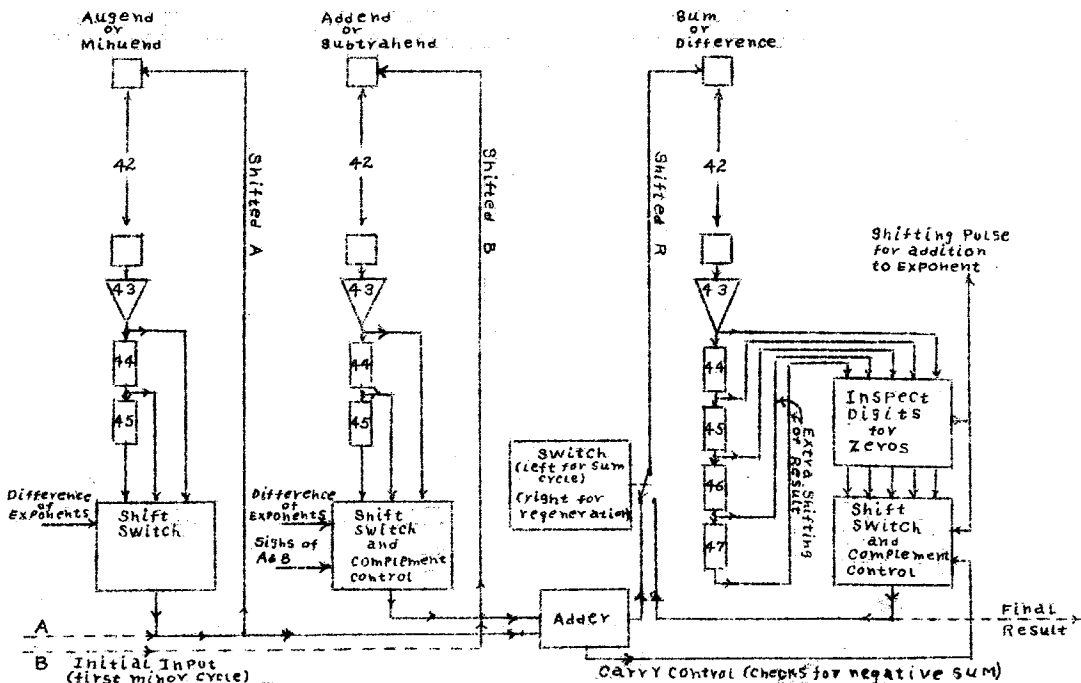 Augend
or
Minuend
Addend
or
Subtrahend
Sum
or
Difference
42
42
42
Shifted A
Shifted B
Shifted R
Shifting Pulse
for addition
to Exponent
43
43
43
44
45
44
45
44
45
46
47
Extra Shifting
for Result
Inspect
Digits
for
Zeros
Switch
(left for sum
cycle)
(right for
regeneration)
Difference
of
Exponents
Shift
Switch
Difference
of
Exponents
Signs of
A&B
Shift
Switch
and
Complement
Control
Shift
Switch
and
Complement
Control
Adder
Final
Result
A
B
Initial Input
(first minor cycle)
Carry Control (Checks for negative sum)